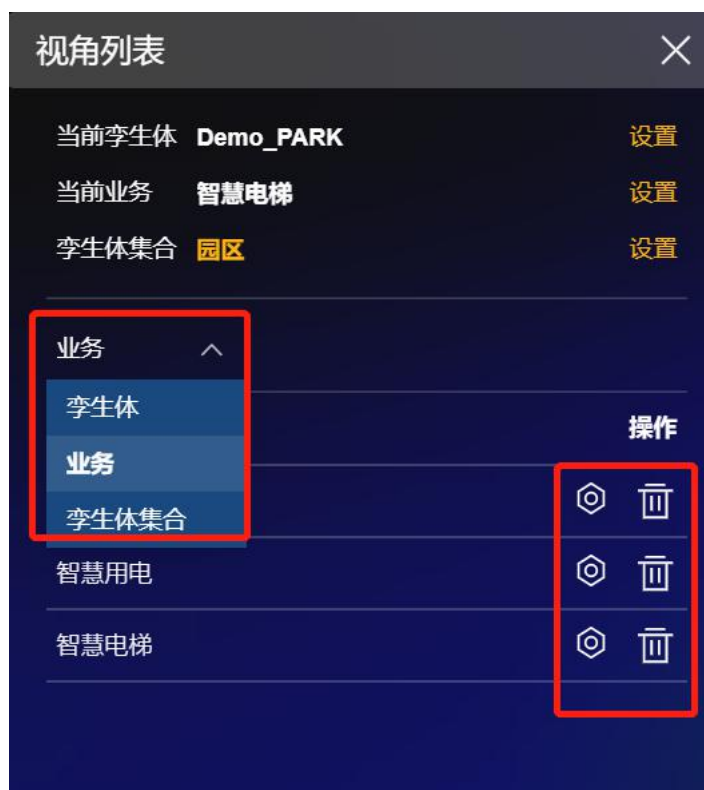 视角列表
当前孪生体 Demo_PARK 设置
当前业务 智慧电梯 设置
孪生体集合 园区 设置
业务
孪生体
操作
业务
孪生体集合
智慧用电
智慧电梯